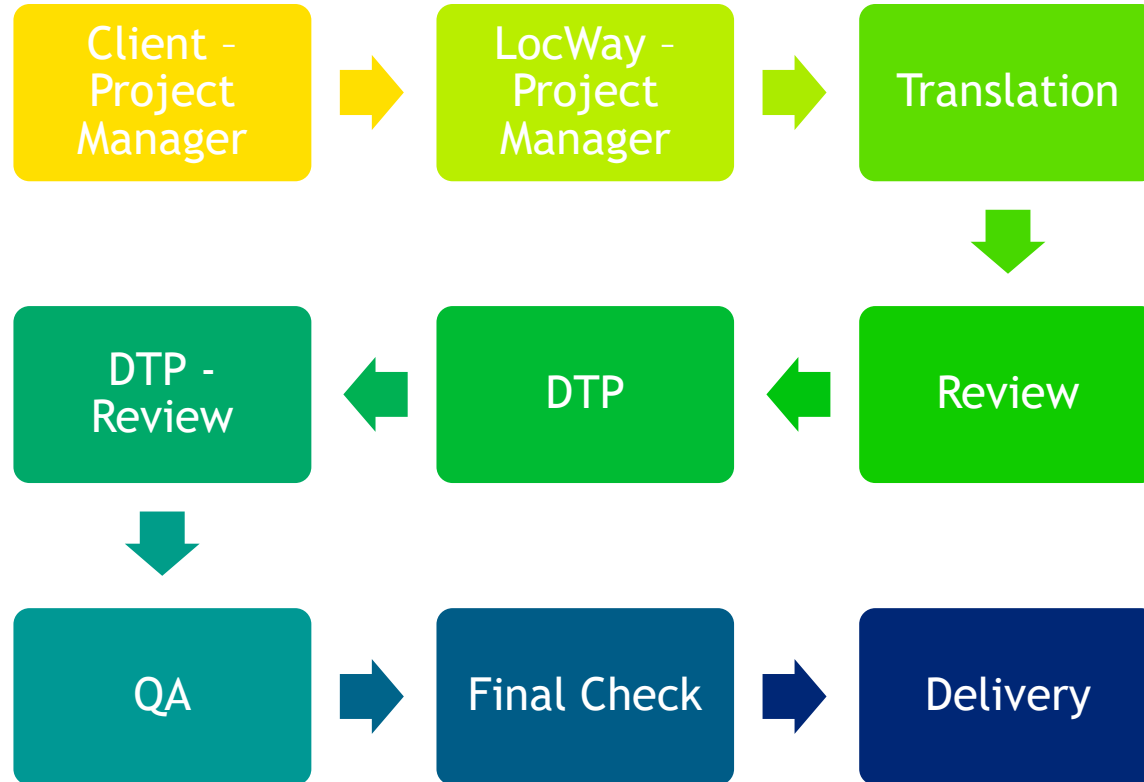 Client –
Project
Manager
LocWay –
Project
Manager
Translation
Review
DTP
DTP -
Review
QA
Final Check
Delivery